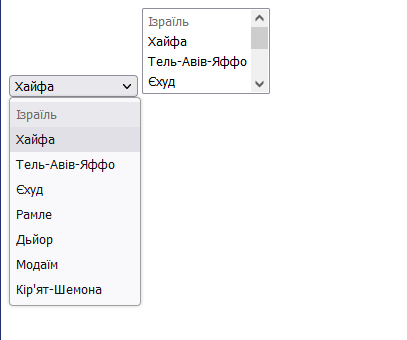 Ізраїль
Хайфа
Тель-Авів-Яффо
Єхуд
Хайфа
Ізраїль
Хайфа
Тель-Авів-Яффо
Єхуд
Рамле
Дьйор
Модаїм
Кір'ят-Шемона